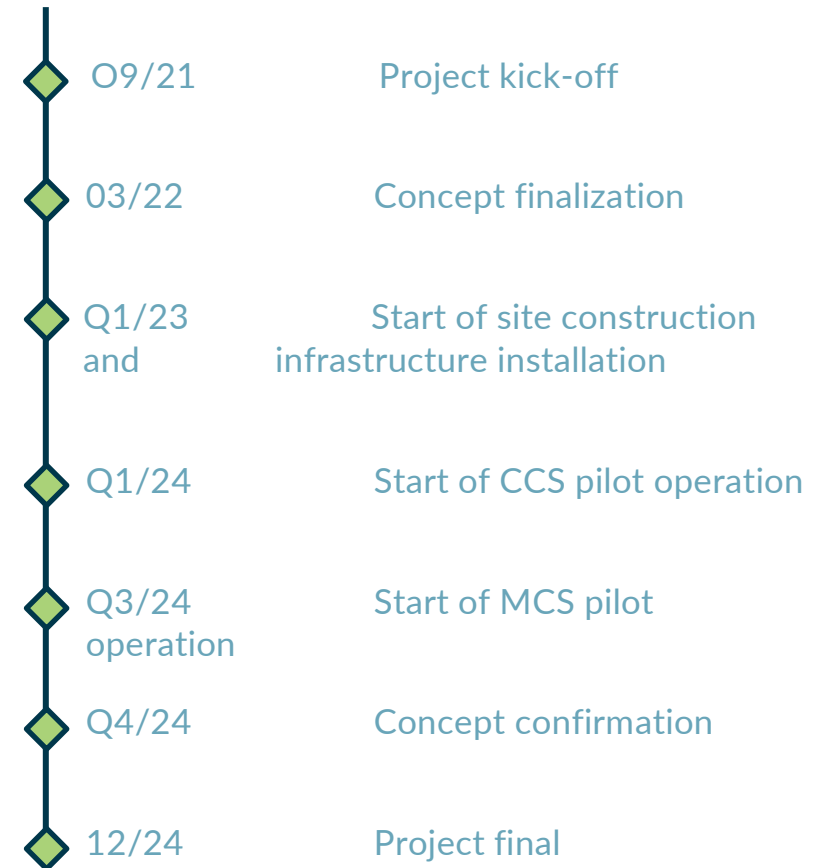 O9/21 Project kick-off
03/22 Concept finalization
Q1/23 Start of site construction
and infrastructure installation
Q1/24 Start of CCS pilot operation
Q3/24 Start of MCS pilot
operation
Q4/24 Concept confirmation
12/24 Project final